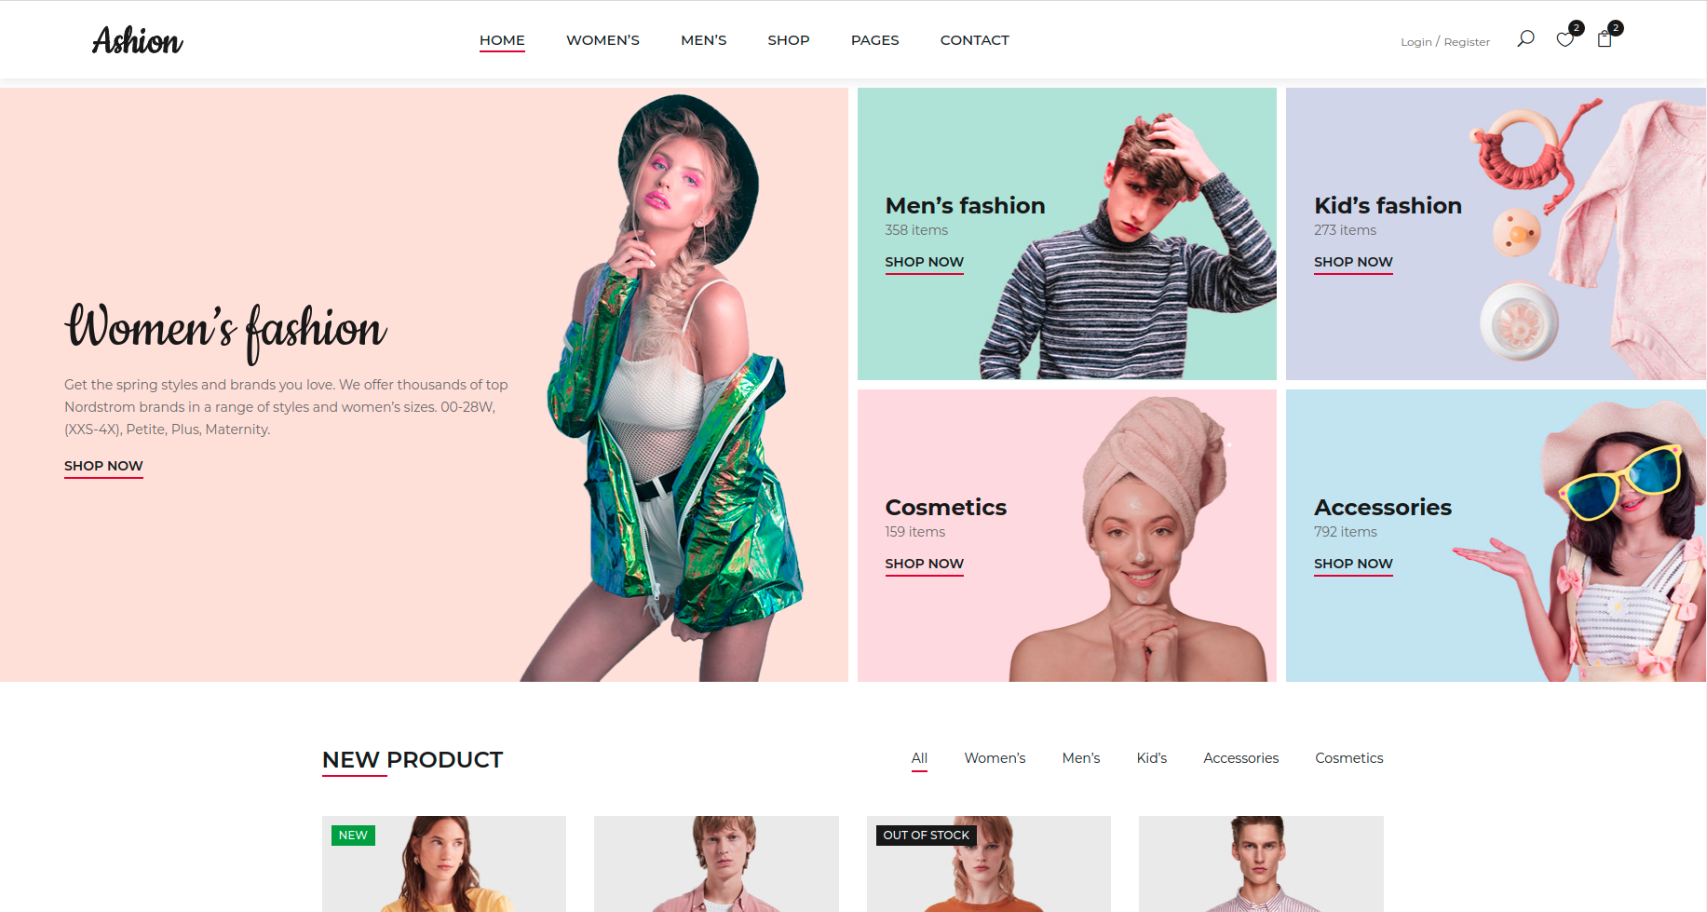 Ashion
HOME WOMEN'S MEN'S SHOP PAGES CONTACT
Login / Register
2
2
Women's fashion
Get the spring styles and brands you love. We offer thousands of top
Nordstrom brands in a range of styles and women's sizes. 00-28W,
(XXS-4X), Petite, Plus, Maternity.
SHOP NOW
Men's fashion
358 items
SHOP NOW
Kid's fashion
273 items
SHOP NOW
Cosmetics
159 items
SHOP NOW
Accessories
792 items
SHOP NOW
NEW PRODUCT
All Women's Men's Kid's Accessories Cosmetics
NEW
OUT OF STOCK